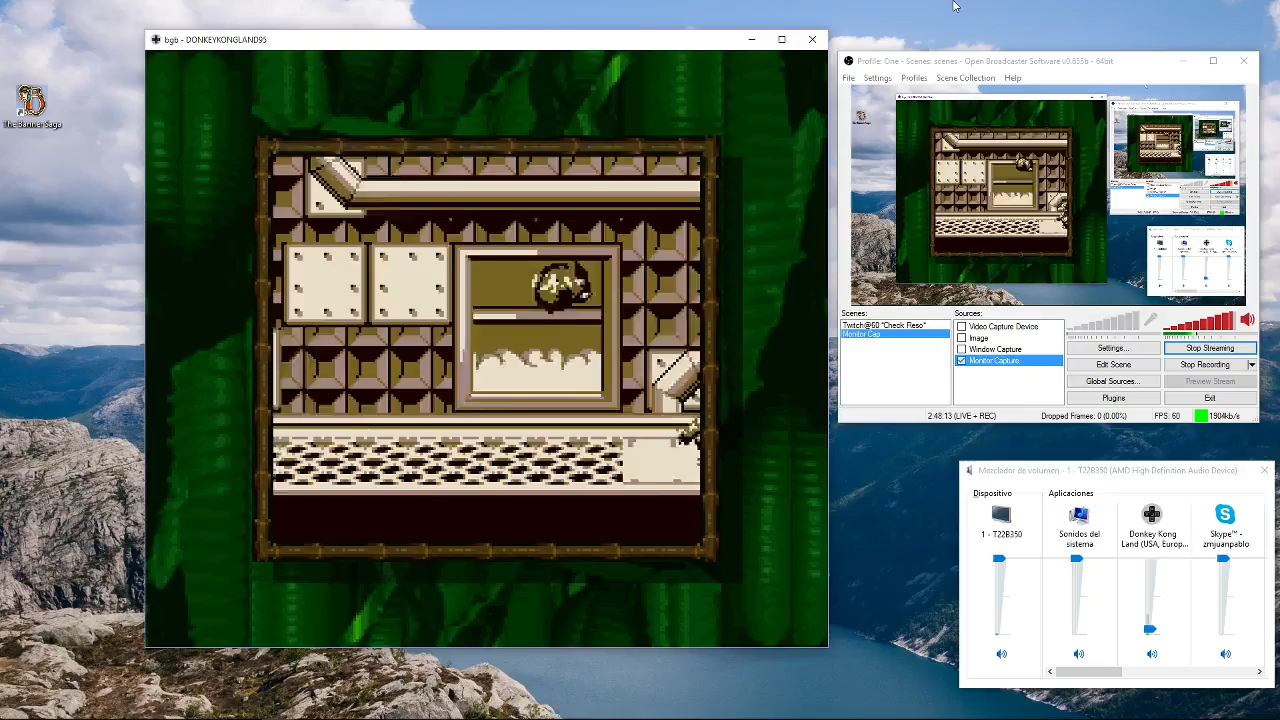 bgb - DONKEYKONGLAND95
The Banner Saga
Profile: One - Scenes: scenes - Open Broadcaster Software v0.655b - 64bit
File Settings Profiles Scene Collection Help
Scenes:
Twitch@60 "Check Reso"
Monitor Cap
Sources:
Video Capture Device
Image
Window Capture
Monitor Capture
Settings...
Stop Streaming
Edit Scene
Stop Recording
Global Sources...
Preview Stream
Plugins
Exit
2:48:13 (LIVE + REC)
Dropped Frames: 0 (0.00%)
FPS: 60
1904kb/s
Mezclador de volumen - 1 - T22B350 (AMD High Definition Audio Device)
Dispositivo
Aplicaciones
1 - T22B350
Sonidos del
sistema
Donkey Kong
Land (USA, Europ...
Skype™ -
zmjuanpablo